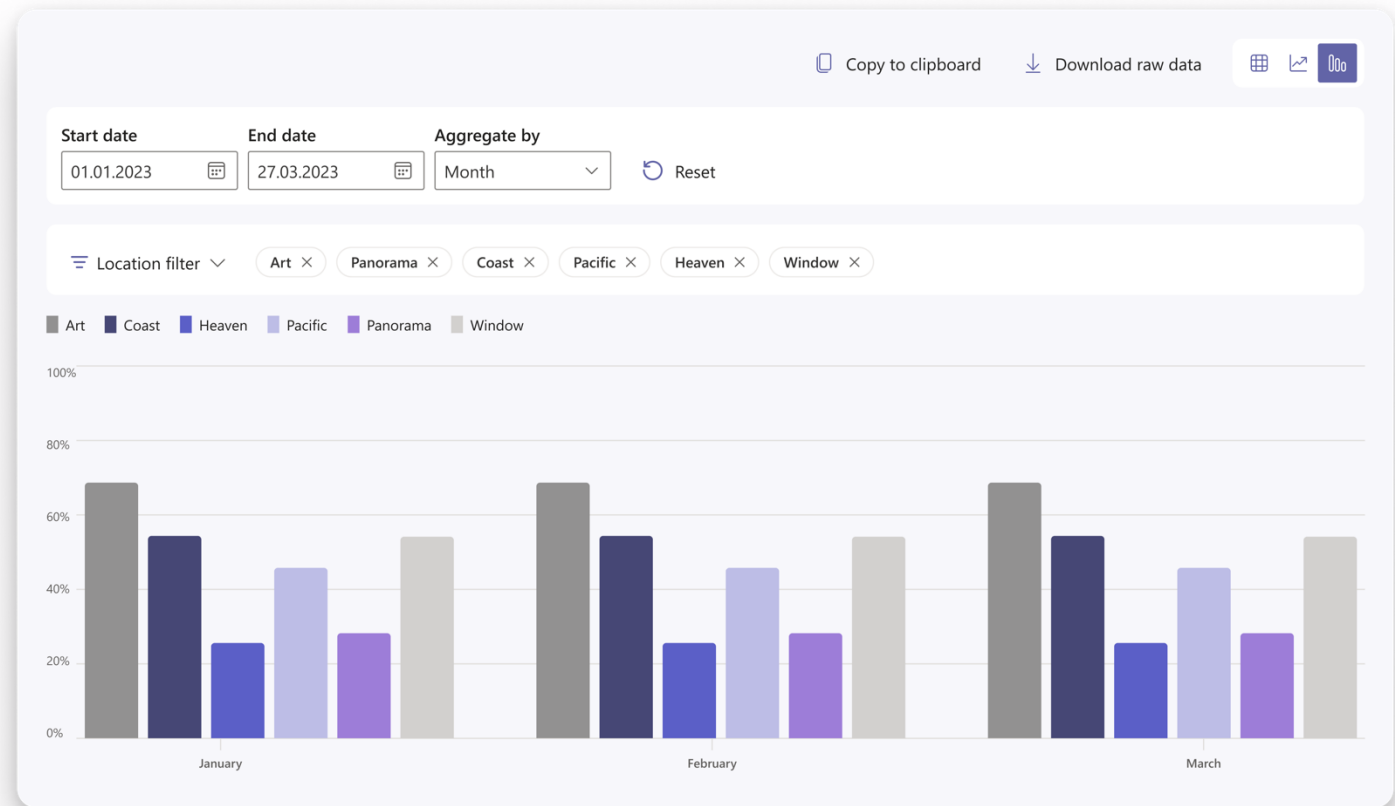 Copy to clipboard Download raw data
Start date End date Aggregate by
01.01.2023 27.03.2023 Month Reset
Location filter Art Panorama Coast Pacific Heaven Window
Art Coast Heaven Pacific Panorama Window
100%
80%
60%
40%
20%
0%
January February March